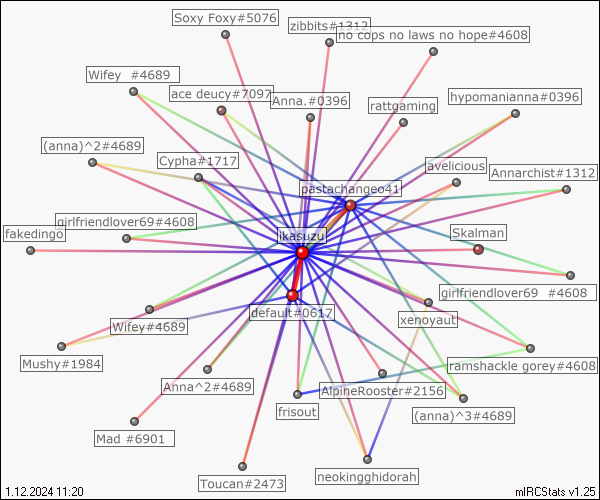 Soxy Foxy#5076
zibbits#1312
no cops no laws no hope#4608
Wifey  #4689
ace deucy#7097
Anna.#0396
rattgaming
hypomanianna#0396
(anna)^2#4689
Cypha#1717
avelicious
Annarchist#1312
pastachangeo41
girlfriendlover69#4608
fakedingo
ikasuzu
Skalman
girlfriendlover69  #4608
default#0617
Wifey#4689
xenoyaut
Mushy#1984
ramshackle gorey#4608
Anna^2#4689
AlpineRooster#2156
frisout
(anna)^3#4689
Mad #6901
Toucan#2473
neokingghidorah
1.12.2024 11:20
mIRCStats v1.25